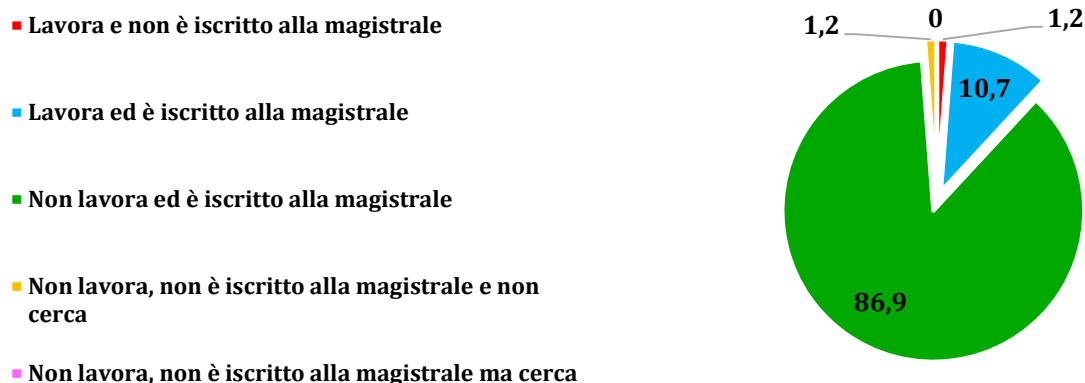 Lavora e non è iscritto alla magistrale
Lavora ed è iscritto alla magistrale
Non lavora ed è iscritto alla magistrale
Non lavora, non è iscritto alla magistrale e non
cerca
Non lavora, non è iscritto alla magistrale ma cerca
1,2
0
1,2
10,7
86,9